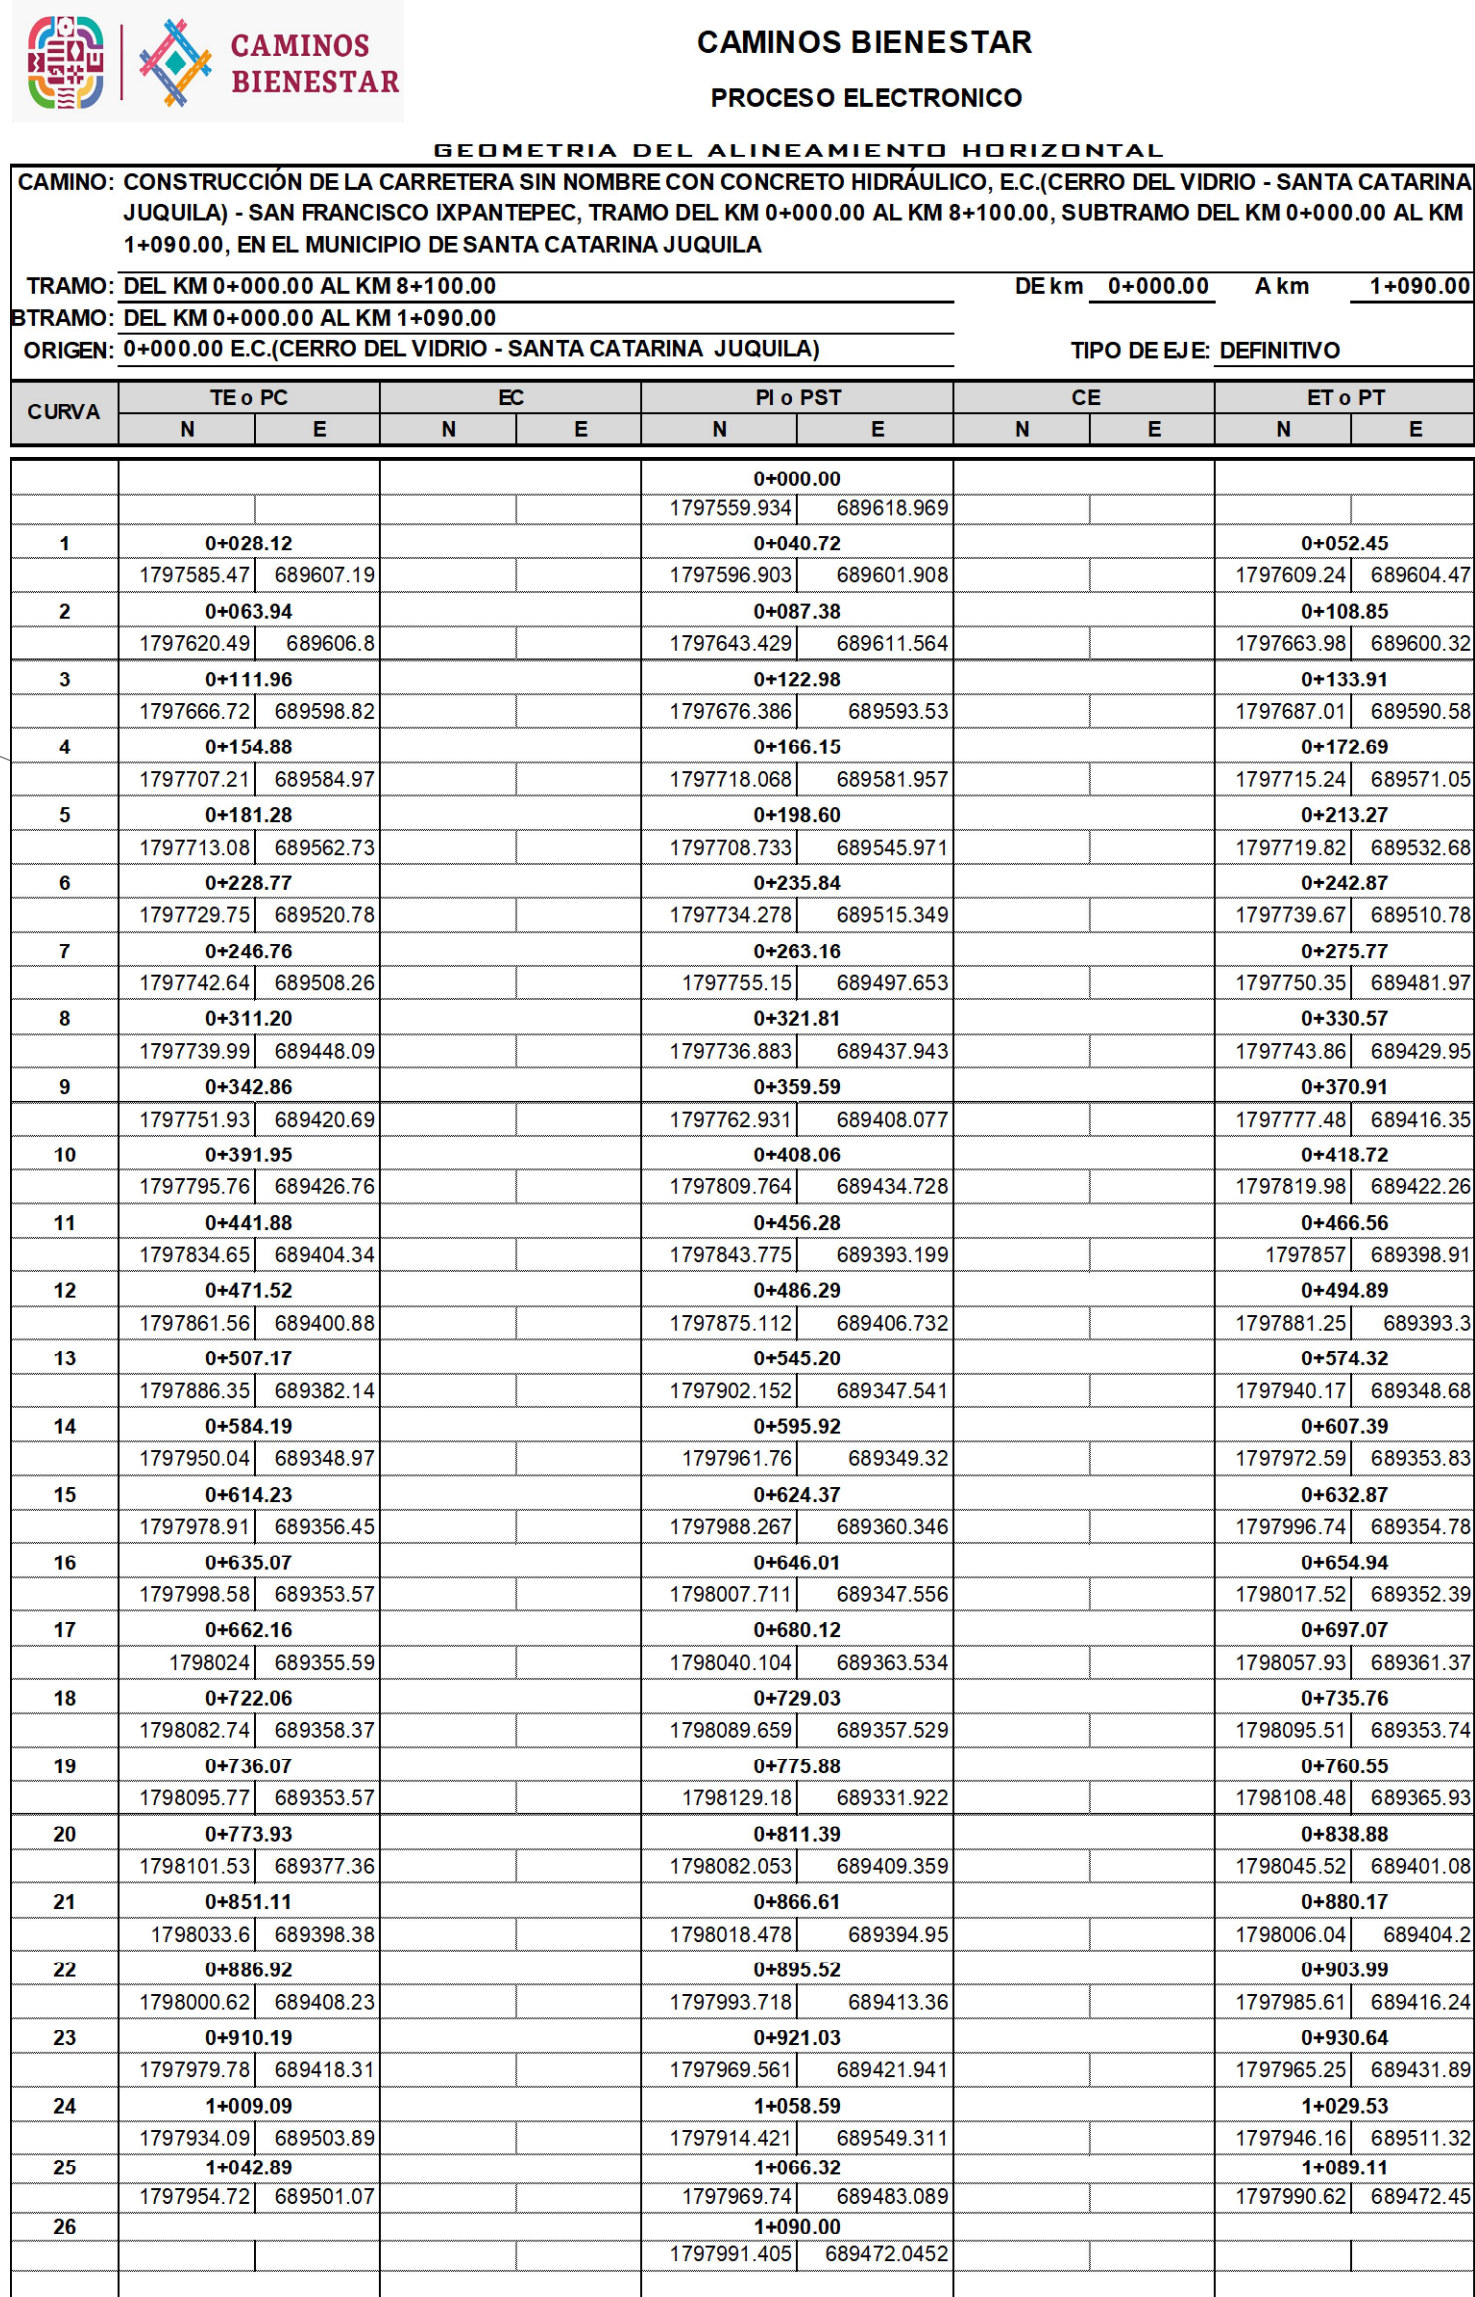 CAMINOS
BIENESTAR
CAMINOS BIENESTAR
PROCESO ELECTRONICO
GEOMETRIA DEL ALINEAMIENTO HORIZONTAL
CAMINO: CONSTRUCCIÓN DE LA CARRETERA SIN NOMBRE CON CONCRETO HIDRÁULICO, E.C.(CERRO DEL VIDRIO - SANTA CATARINA
JUQUILA) - SAN FRANCISCO IXPANTEPEC, TRAMO DEL KM 0+000.00 AL KM 8+100.00, SUBTRAMO DEL KM 0+000.00 AL KM
1+090.00, EN EL MUNICIPIO DE SANTA CATARINA JUQUILA
TRAMO: DEL KM 0+000.00 AL KM 8+100.00 DE km 0+000.00 A km 1+090.00
BTRAMO: DEL KM 0+000.00 AL KM 1+090.00
ORIGEN: 0+000.00 E.C.(CERRO DEL VIDRIO - SANTA CATARINA JUQUILA) TIPO DE EJE: DEFINITIVO
CURVA TE o PC EC PI o PST CE ET o PT
N E N E N E N E N E
0+000.00
1797559.934 689618.969
1 0+028.12 0+040.72 0+052.45
1797585.47 689607.19 1797596.903 689601.908 1797609.24 689604.47
2 0+063.94 0+087.38 0+108.85
1797620.49 689606.8 1797643.429 689611.564 1797663.98 689600.32
3 0+111.96 0+122.98 0+133.91
1797666.72 689598.82 1797676.386 689593.53 1797687.01 689590.58
4 0+154.88 0+166.15 0+172.69
1797707.21 689584.97 1797718.068 689581.957 1797715.24 689571.05
5 0+181.28 0+198.60 0+213.27
1797713.08 689562.73 1797708.733 689545.971 1797719.82 689532.68
6 0+228.77 0+235.84 0+242.87
1797729.75 689520.78 1797734.278 689515.349 1797739.67 689510.78
7 0+246.76 0+263.16 0+275.77
1797742.64 689508.26 1797755.15 689497.653 1797750.35 689481.97
8 0+311.20 0+321.81 0+330.57
1797739.99 689448.09 1797736.883 689437.943 1797743.86 689429.95
9 0+342.86 0+359.59 0+370.91
1797751.93 689420.69 1797762.931 689408.077 1797777.48 689416.35
10 0+391.95 0+408.06 0+418.72
1797795.76 689426.76 1797809.764 689434.728 1797819.98 689422.26
11 0+441.88 0+456.28 0+466.56
1797834.65 689404.34 1797843.775 689393.199 1797857 689398.91
12 0+471.52 0+486.29 0+494.89
1797861.56 689400.88 1797875.112 689406.732 1797881.25 689393.3
13 0+507.17 0+545.20 0+574.32
1797886.35 689382.14 1797902.152 689347.541 1797940.17 689348.68
14 0+584.19 0+595.92 0+607.39
1797950.04 689348.97 1797961.76 689349.32 1797972.59 689353.83
15 0+614.23 0+624.37 0+632.87
1797978.91 689356.45 1797988.267 689360.346 1797996.74 689354.78
16 0+635.07 0+646.01 0+654.94
1797998.58 689353.57 1798007.711 689347.556 1798017.52 689352.39
17 0+662.16 0+680.12 0+697.07
1798024 689355.59 1798040.104 689363.534 1798057.93 689361.37
18 0+722.06 0+729.03 0+735.76
1798082.74 689358.37 1798089.659 689357.529 1798095.51 689353.74
19 0+736.07 0+775.88 0+760.55
1798095.77 689353.57 1798129.18 689331.922 1798108.48 689365.93
20 0+773.93 0+811.39 0+838.88
1798101.53 689377.36 1798082.053 689409.359 1798045.52 689401.08
21 0+851.11 0+866.61 0+880.17
1798033.6 689398.38 1798018.478 689394.95 1798006.04 689404.2
22 0+886.92 0+895.52 0+903.99
1798000.62 689408.23 1797993.718 689413.36 1797985.61 689416.24
23 0+910.19 0+921.03 0+930.64
1797979.78 689418.31 1797969.561 689421.941 1797965.25 689431.89
24 1+009.09 1+058.59 1+029.53
1797934.09 689503.89 1797914.421 689549.311 1797946.16 689511.32
25 1+042.89 1+066.32 1+089.11
1797954.72 689501.07 1797969.74 689483.089 1797990.62 689472.45
26 1+090.00
1797991.405 689472.0452